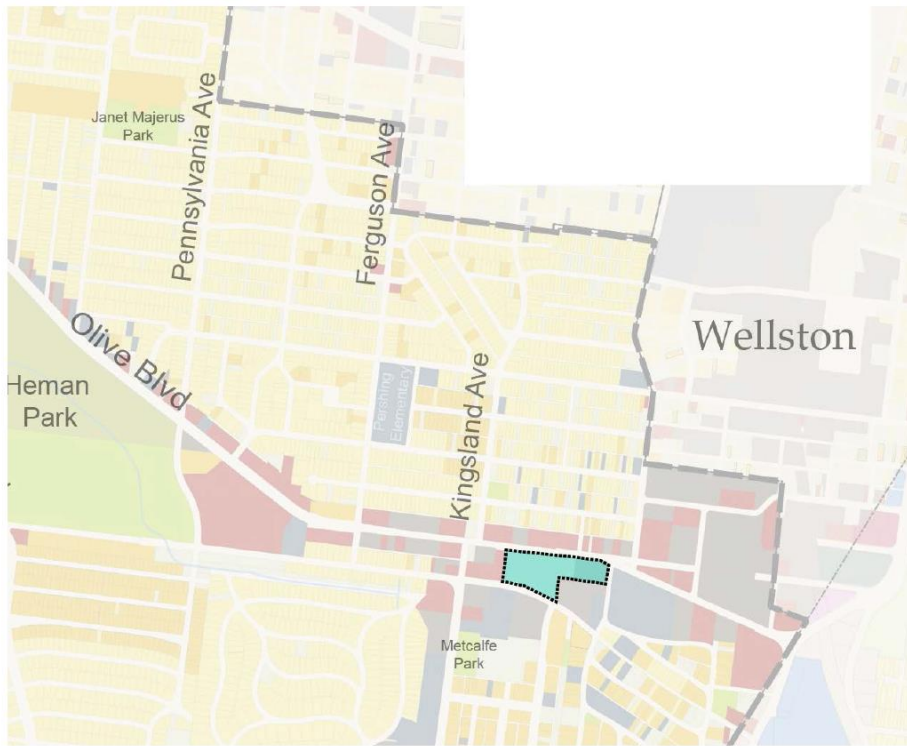 Janet Majerus
Park
Pennsylvania Ave
Ferguson Ave
Wellston
Olive Blvd
Heman
Park
Pershing
Elementary
Kingsland Ave
Metcalfe
Park